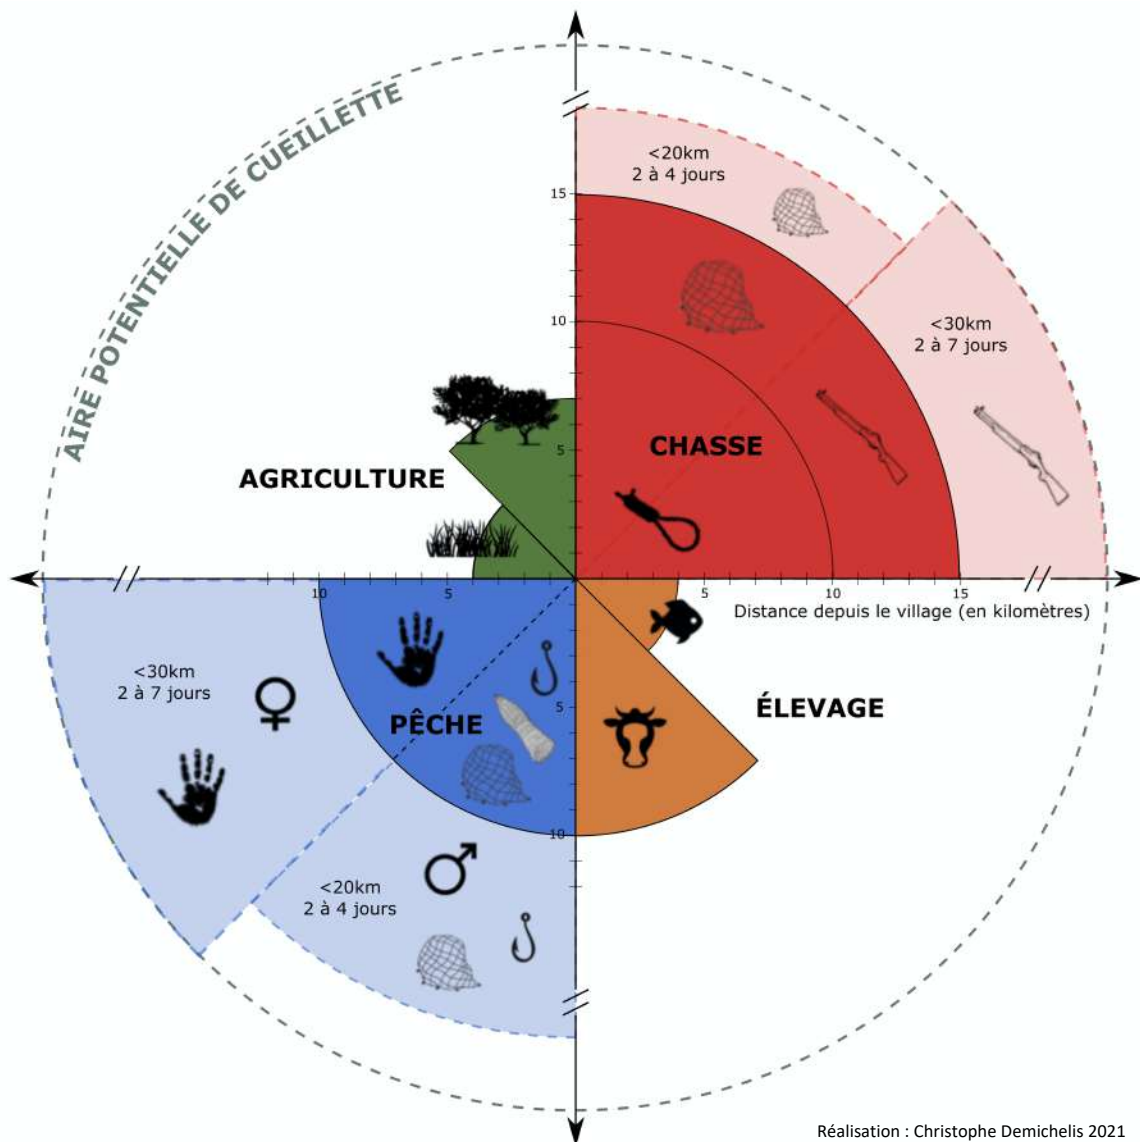 AIRE POTENTIELLE DE CUEILLETTE
<20km
2 à 4 jours
15
<30km
2 à 7 jours
10
CHASSE
5
AGRICULTURE
10
5
5
10
15
Distance depuis le village (en kilomètres)
<30km
2 à 7 jours
5
ÉLEVAGE
PÊCHE
10
<20km
2 à 4 jours
Réalisation : Christophe Demichelis 2021